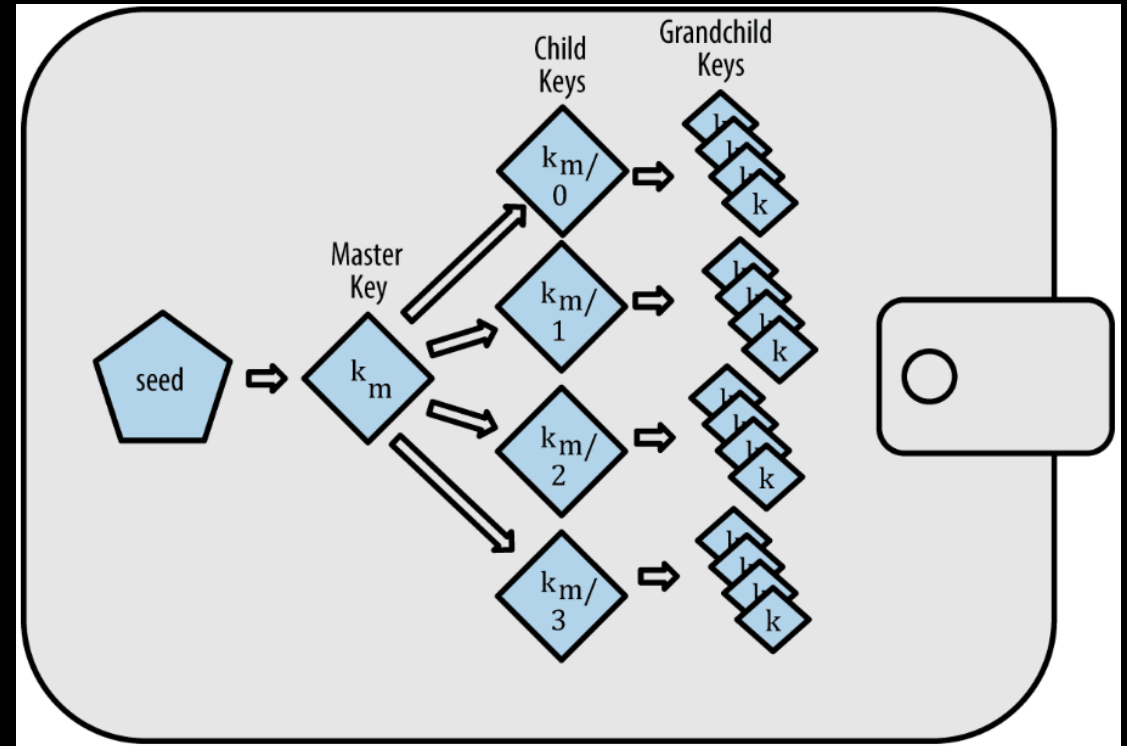 seed
Master
Key
k m
Child
Keys
k m/
0
k m/
1
k m/
2
k m/
3
Grandchild
Keys
k
k
k
k